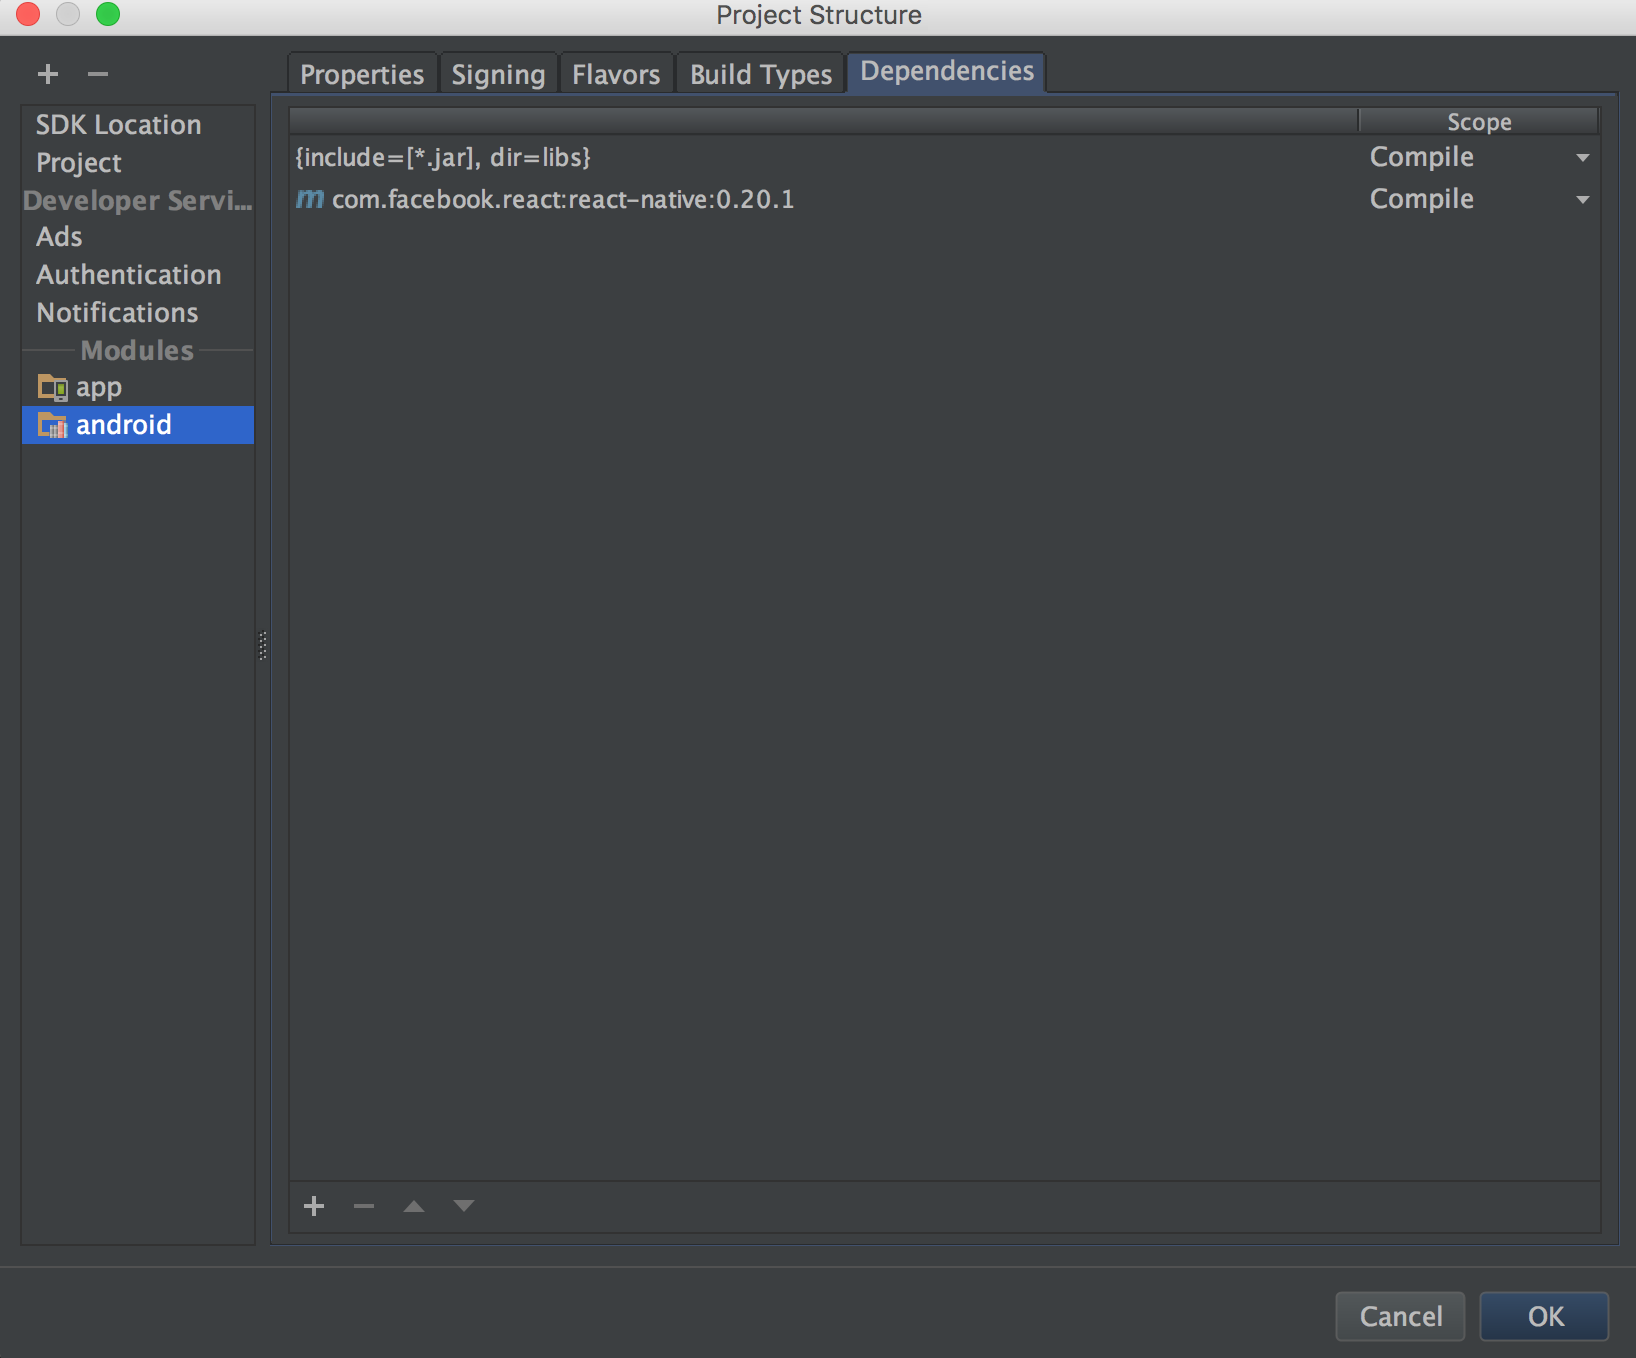 Project Structure
Properties
Signing
Flavors
Build Types
Dependencies
SDK Location
Project
Developer Servi...
Ads
Authentication
Notifications
Modules
app
android
Scope
{include=[*.jar], dir=libs}
Compile
m com.facebook.react:react-native:0.20.1
Compile
Cancel
OK